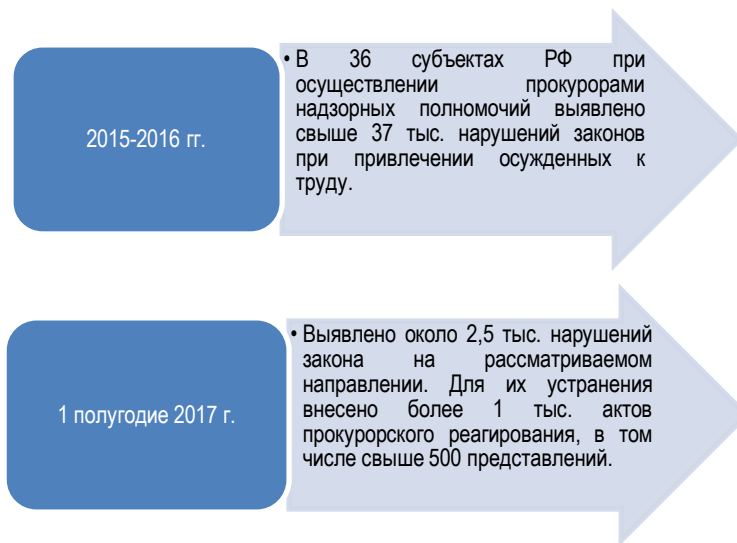 2015-2016 гг.
• В 36 субъектах РФ при
осуществлении прокурорами
надзорных полномочий выявлено
свыше 37 тыс. нарушений законов
при привлечении осужденных к
труду.
1 полугодие 2017 г.
• Выявлено около 2,5 тыс. нарушений
закона на рассматриваемом
направлении. Для их устранения
внесено более 1 тыс. актов
прокурорского реагирования, в том
числе свыше 500 представлений.